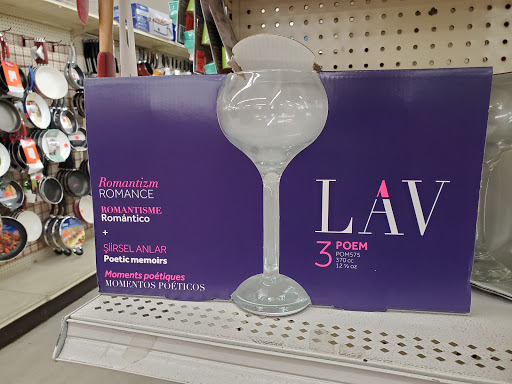 Romantizm
ROMANCE
ROMANTISME
Romântico
+
ŞİİRSEL ANLAR
Poetic memoirs
Moments poétiques
MOMENTOS POÉTICOS
LAV
3 POEM
POM575
370 cc
12 ½ oz